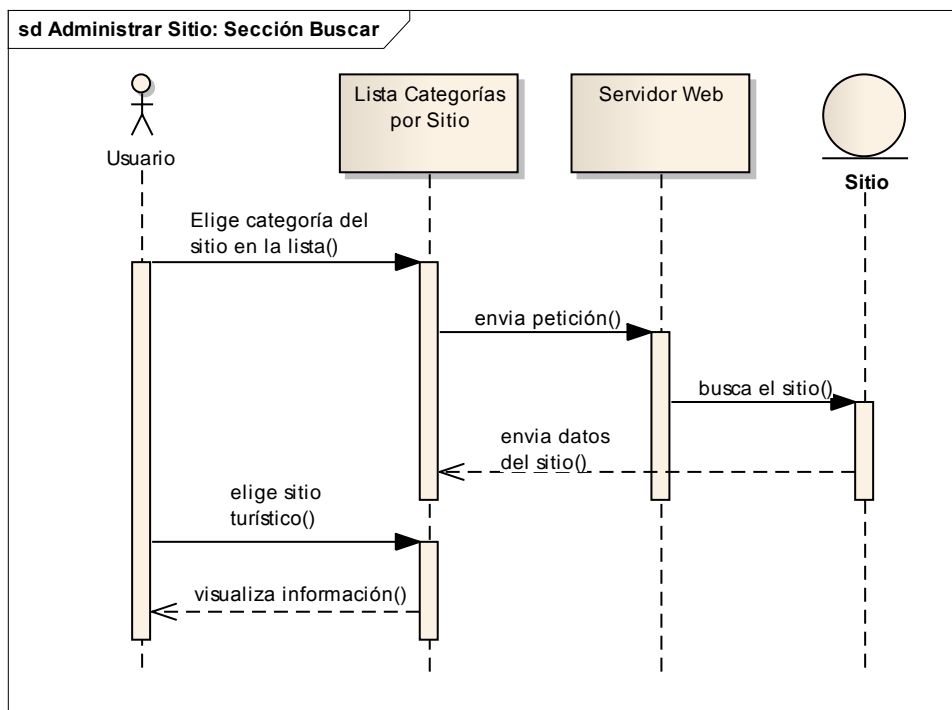 sd Administrar Sitio: Sección Buscar
Usuario
Lista Categorías
por Sitio
Servidor Web
Sitio
Elige categoría del
sitio en la lista()
envia petición()
busca el sitio()
envia datos
del sitio()
elige sitio
turístico()
visualiza información()